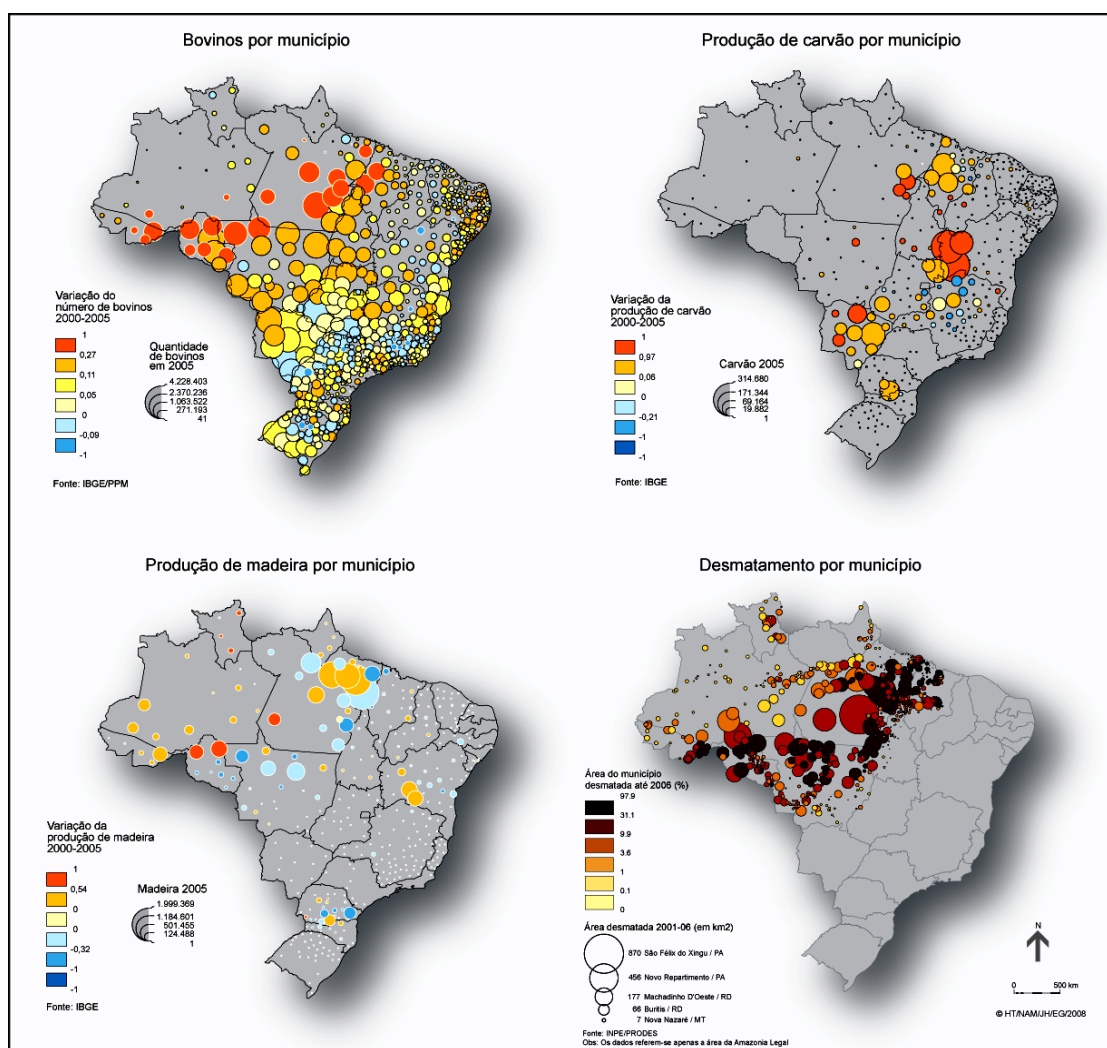 Bovinos por município
Variação do
número de bovinos
2000-2005
1
0,27
0,11
0,05
0
-0,09
-1
Quantidade
de bovinos
em 2005
4.228.403
2.370.236
1.063.522
271.193
41
Fonte: IBGE/PPM
Produção de carvão por município
Variação da
produção de carvão
2000-2005
1
0,97
0,06
0
-0,21
-1
-1
Carvão 2005
314.680
171.344
69.164
19.882
1
Fonte: IBGE
Produção de madeira por município
Variação da
produção de madeira
2000-2005
1
0,54
0
0
-0,32
-1
-1
Madeira 2005
1.999.369
1.184.601
501.455
124.488
1
Fonte: IBGE
Desmatamento por município
Área do município
desmatada até 2006 (%)
97.9
31.1
9.9
3.6
1
0.1
0
Área desmatada 2001-06 (em km2)
870 São Félix do Xingu / PA
456 Novo Repartimento / PA
177 Machadinho D'Oeste / RD
66 Buritis / RD
7 Nova Nazaré / MT
Fonte: INPE/PRODES
Obs: Os dados referem-se apenas a área da Amazonia Legal
N
0 500 km
© HT/NAM/JH/EG/2008